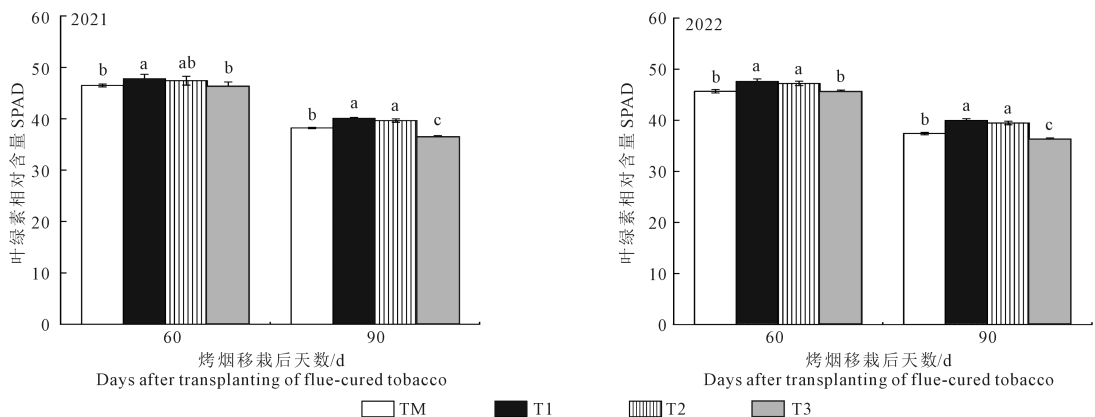 2021
叶绿素相对含量 SPAD
60
50
40
30
20
10
0
b a ab b
b a a c
60 90
烤烟移栽后天数/d
Days after transplanting of flue-cured tobacco
2022
叶绿素相对含量 SPAD
60
50
40
30
20
10
0
b a a b
a a
b c
60 90
烤烟移栽后天数/d
Days after transplanting of flue-cured tobacco
TM T1 T2 T3